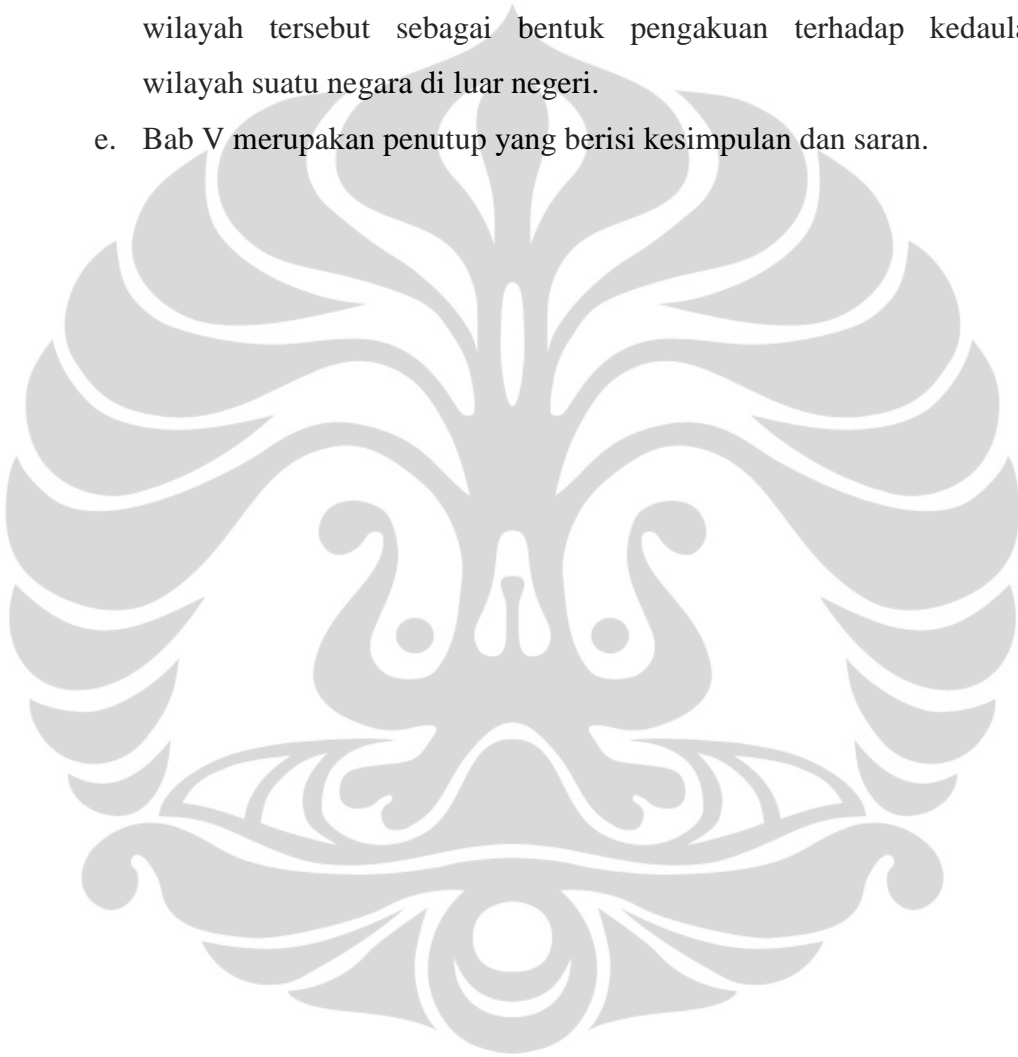 wilayah tersebut sebagai bentuk pengakuan terhadap
wilayah suatu negara di luar negeri.
e. Bab V merupakan penutup yang berisi kesimpulan dan saran.